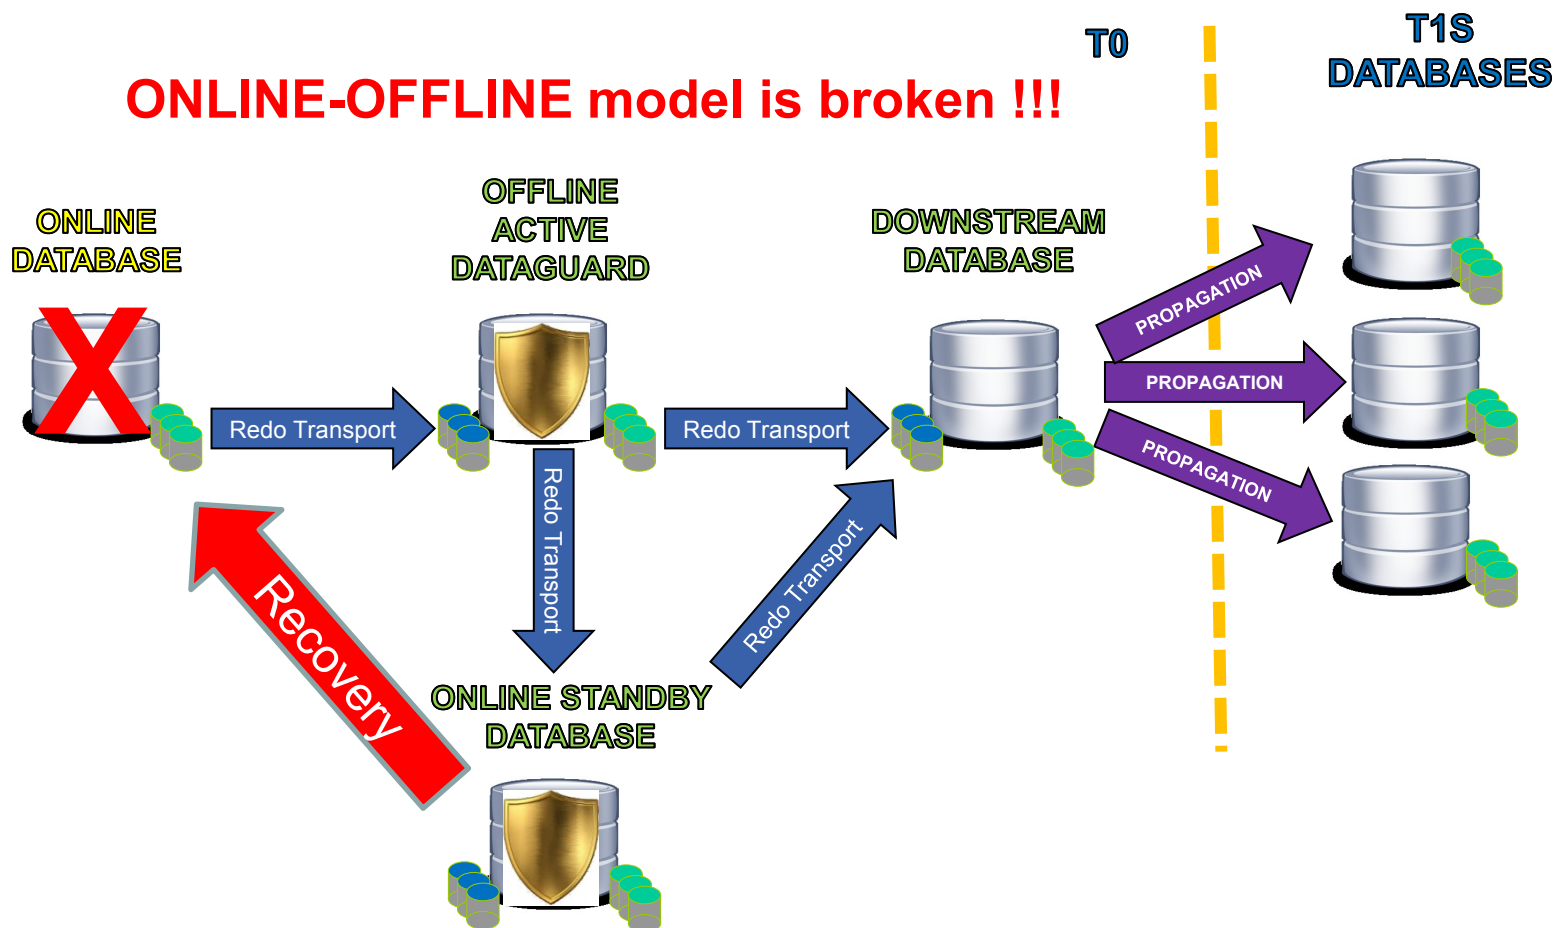 T0
T1S
DATABASES
ONLINE-OFFLINE model is broken !!!
ONLINE
DATABASE
OFFLINE
ACTIVE
DATAGUARD
DOWNSTREAM
DATABASE
X
Redo Transport
Redo Transport
PROPAGATION
PROPAGATION
PROPAGATION
Redo Transport
Redo Transport
Recovery
ONLINE STANDBY
DATABASE